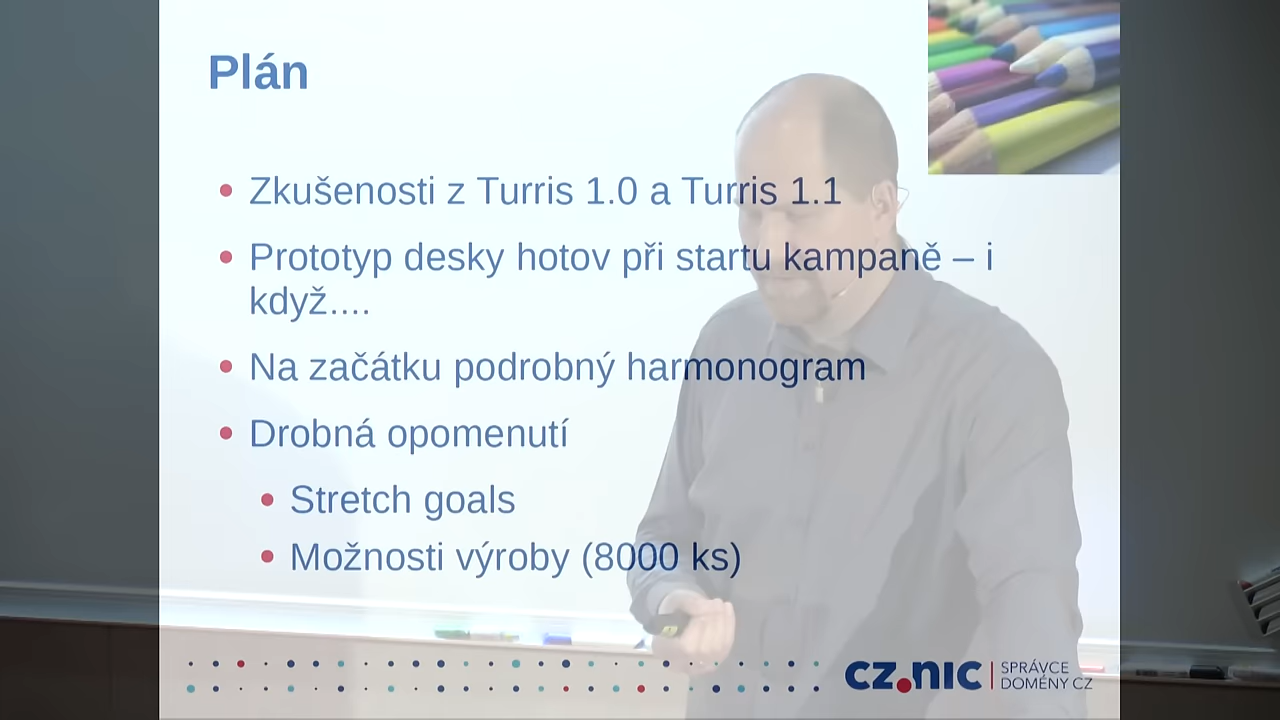 Plán
Zkušenosti z Turris 1.0 a Turris 1.1
Prototyp desky hotov při startu kampaně – i
když....
Na začátku podrobný harmonogram
Drobná opomenutí
Stretch goals
Možnosti výroby (8000 ks)
CZ.NIC
SPRÁVCE
DOMÉNY CZ